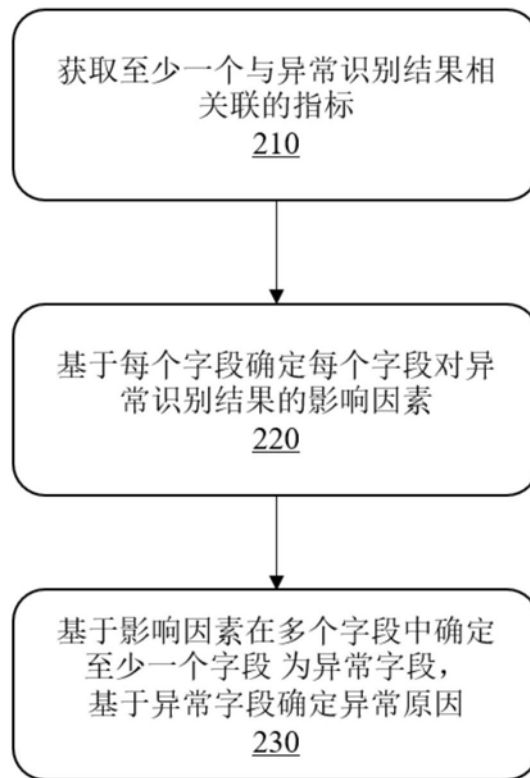 获取至少一个与异常识别结果相
关联的指标
210
基于每个字段确定每个字段对异
常识别结果的影响因素
220
基于影响因素在多个字段中确定
至少一个字段 为异常字段，
基于异常字段确定异常原因
230